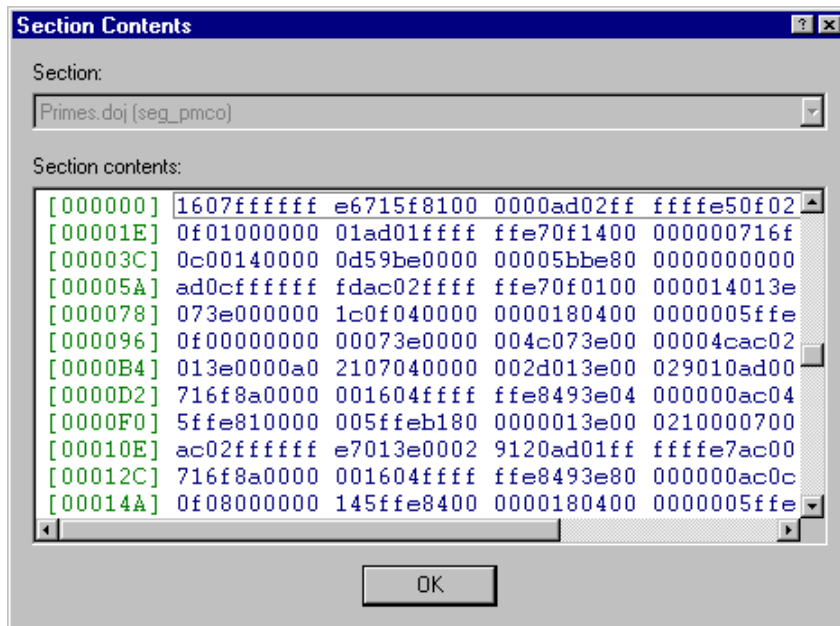 Section Contents
Section:
Primes.doj (seg_pmco)
Section contents:
[000000] 1607ffffff e6715f8100 0000ad02ff ffffe50f02
[00001E] 0f01000000 01ad01ffff ffe70f1400 000000716f
[00003C] 0c00140000 0d59be0000 00005bbe80 0000000000
[00005A] ad0cffffff fdac02ffff ffe70f0100 000014013e
[000078] 073e000000 1c0f040000 0000180400 0000005ffe
[000096] 0f00000000 00073e0000 004c073e00 00004cac02
[0000B4] 013e0000a0 2107040000 002d013e00 029010ad00
[0000D2] 716f8a0000 001604ffff ffe8493e04 000000ac04
[0000F0] 5ffe810000 005ffeb180 0000013e00 0210000700
[00010E] ac02ffffff e7013e0002 9120ad01ff ffffe7ac00
[00012C] 716f8a0000 001604ffff ffe8493e80 000000ac0c
[00014A] 0f08000000 145ffe8400 0000180400 0000005ffe
OK